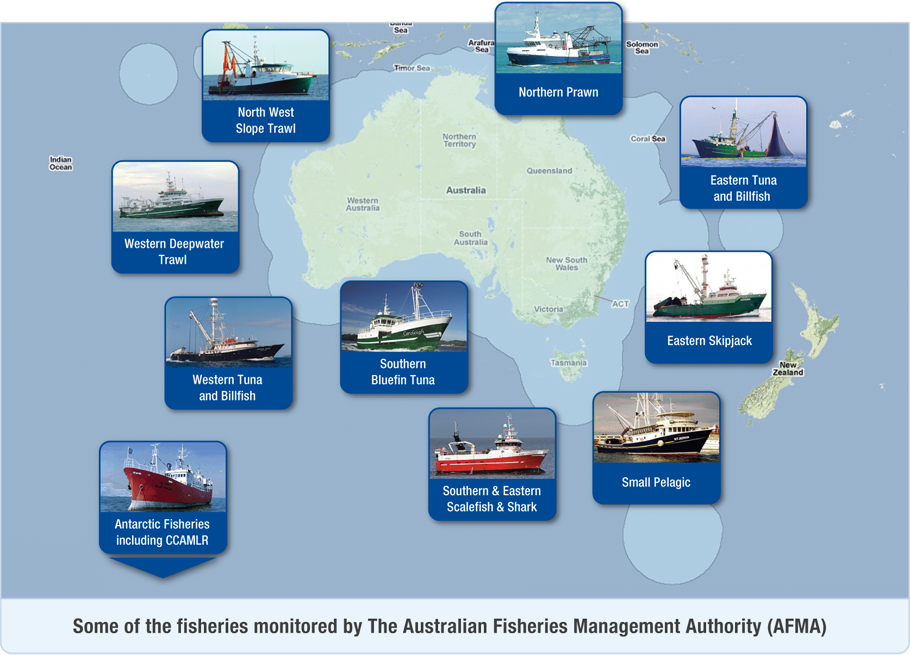 Banda
Sea
Arafura
Sea
Solomon
Sea
Timor Sea
North West
Slope Trawl
Northern Prawn
Coral Sea
Indian
Ocean
Northern
Territory
Queensland
Australia
Western
Australia
South
Australia
New South
Wales
Victoria
ACT
Tasmania
New
Zealand
Eastern Tuna
and Billfish
Western Deepwater
Trawl
Eastern Skipjack
Western Tuna
and Billfish
Southern
Bluefin Tuna
Southern & Eastern
Scalefish & Shark
Small Pelagic
Antarctic Fisheries
including CCAMLR
Some of the fisheries monitored by The Australian Fisheries Management Authority (AFMA)